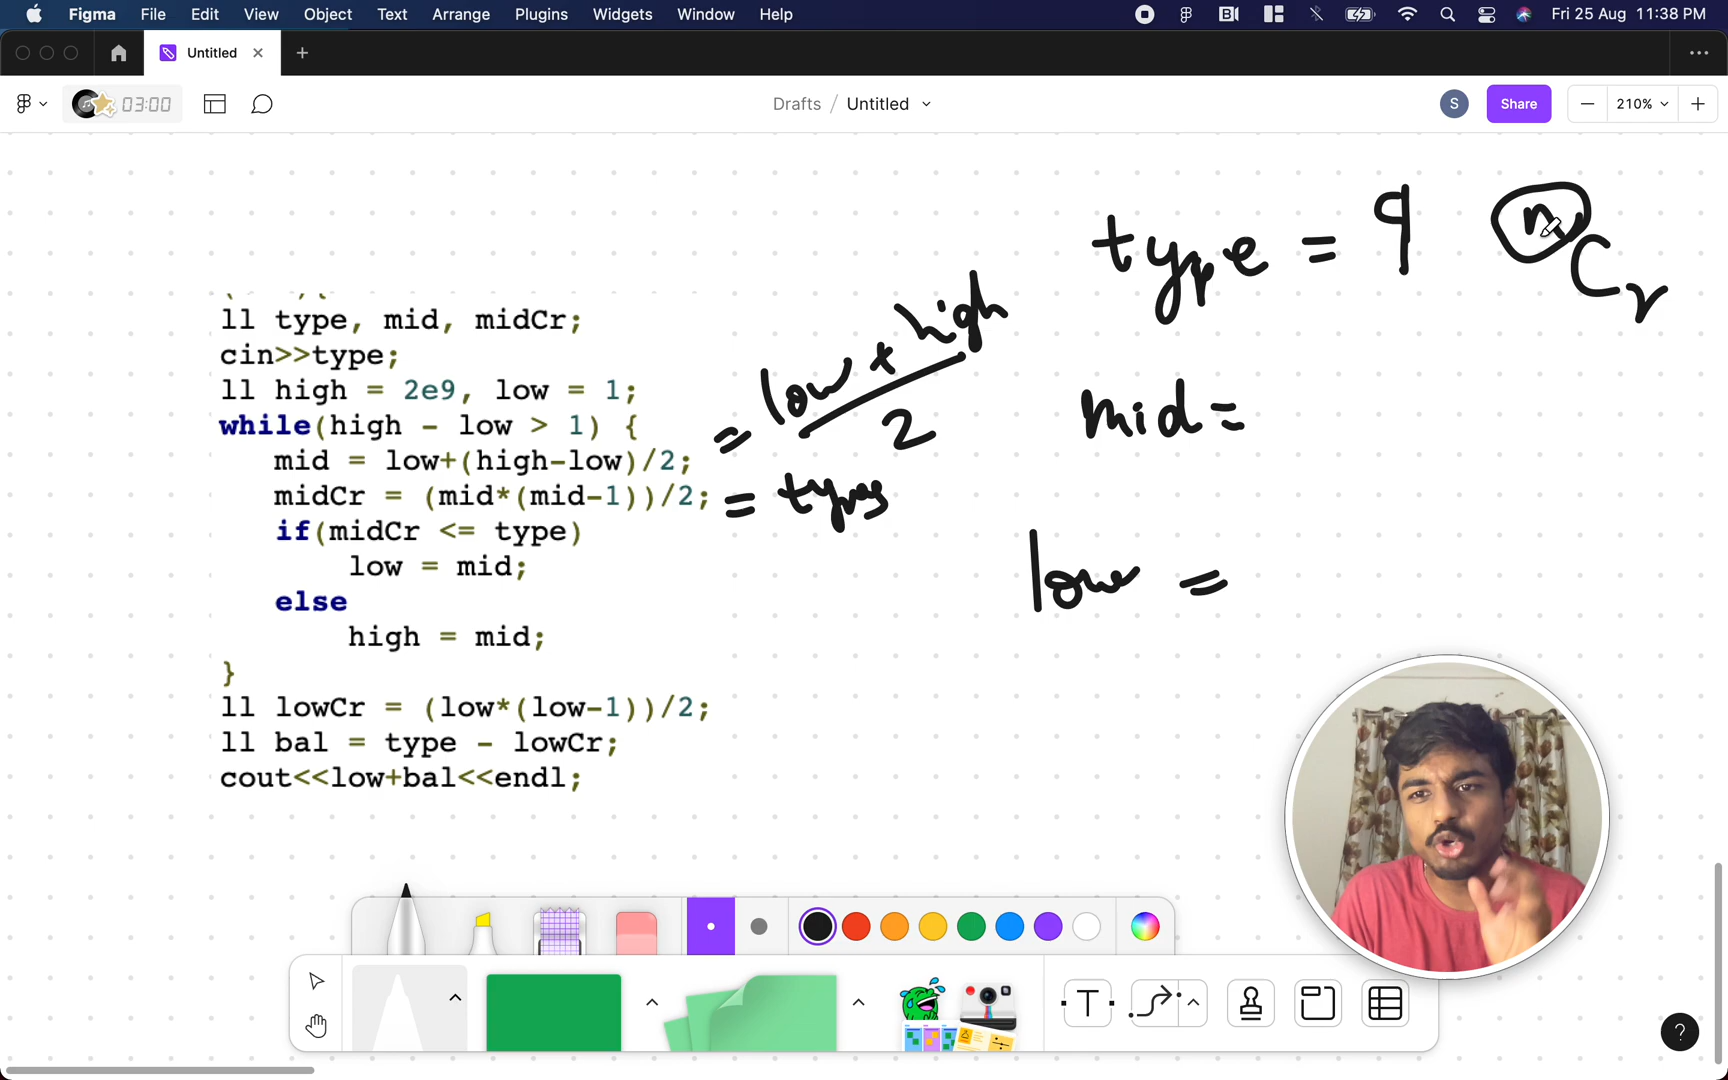 Figma File Edit View Object Text Arrange Plugins Widgets Window Help Fri 25 Aug 11:38 PM
Untitled
03:00 Drafts / Untitled S Share 210%
type = 9 nCr
ll type, mid, midCr;
cin>>type;
ll high = 2e9, low = 1;
while(high - low > 1) {
mid = low+(high-low)/2;
midCr = (mid*(mid-1))/2;
if(midCr <= type)
low = mid;
else
high = mid;
}
ll lowCr = (low*(low-1))/2;
ll bal = type - lowCr;
cout<<low+bal<<endl;
= low + high
2
= types
mid =
low =
T
?